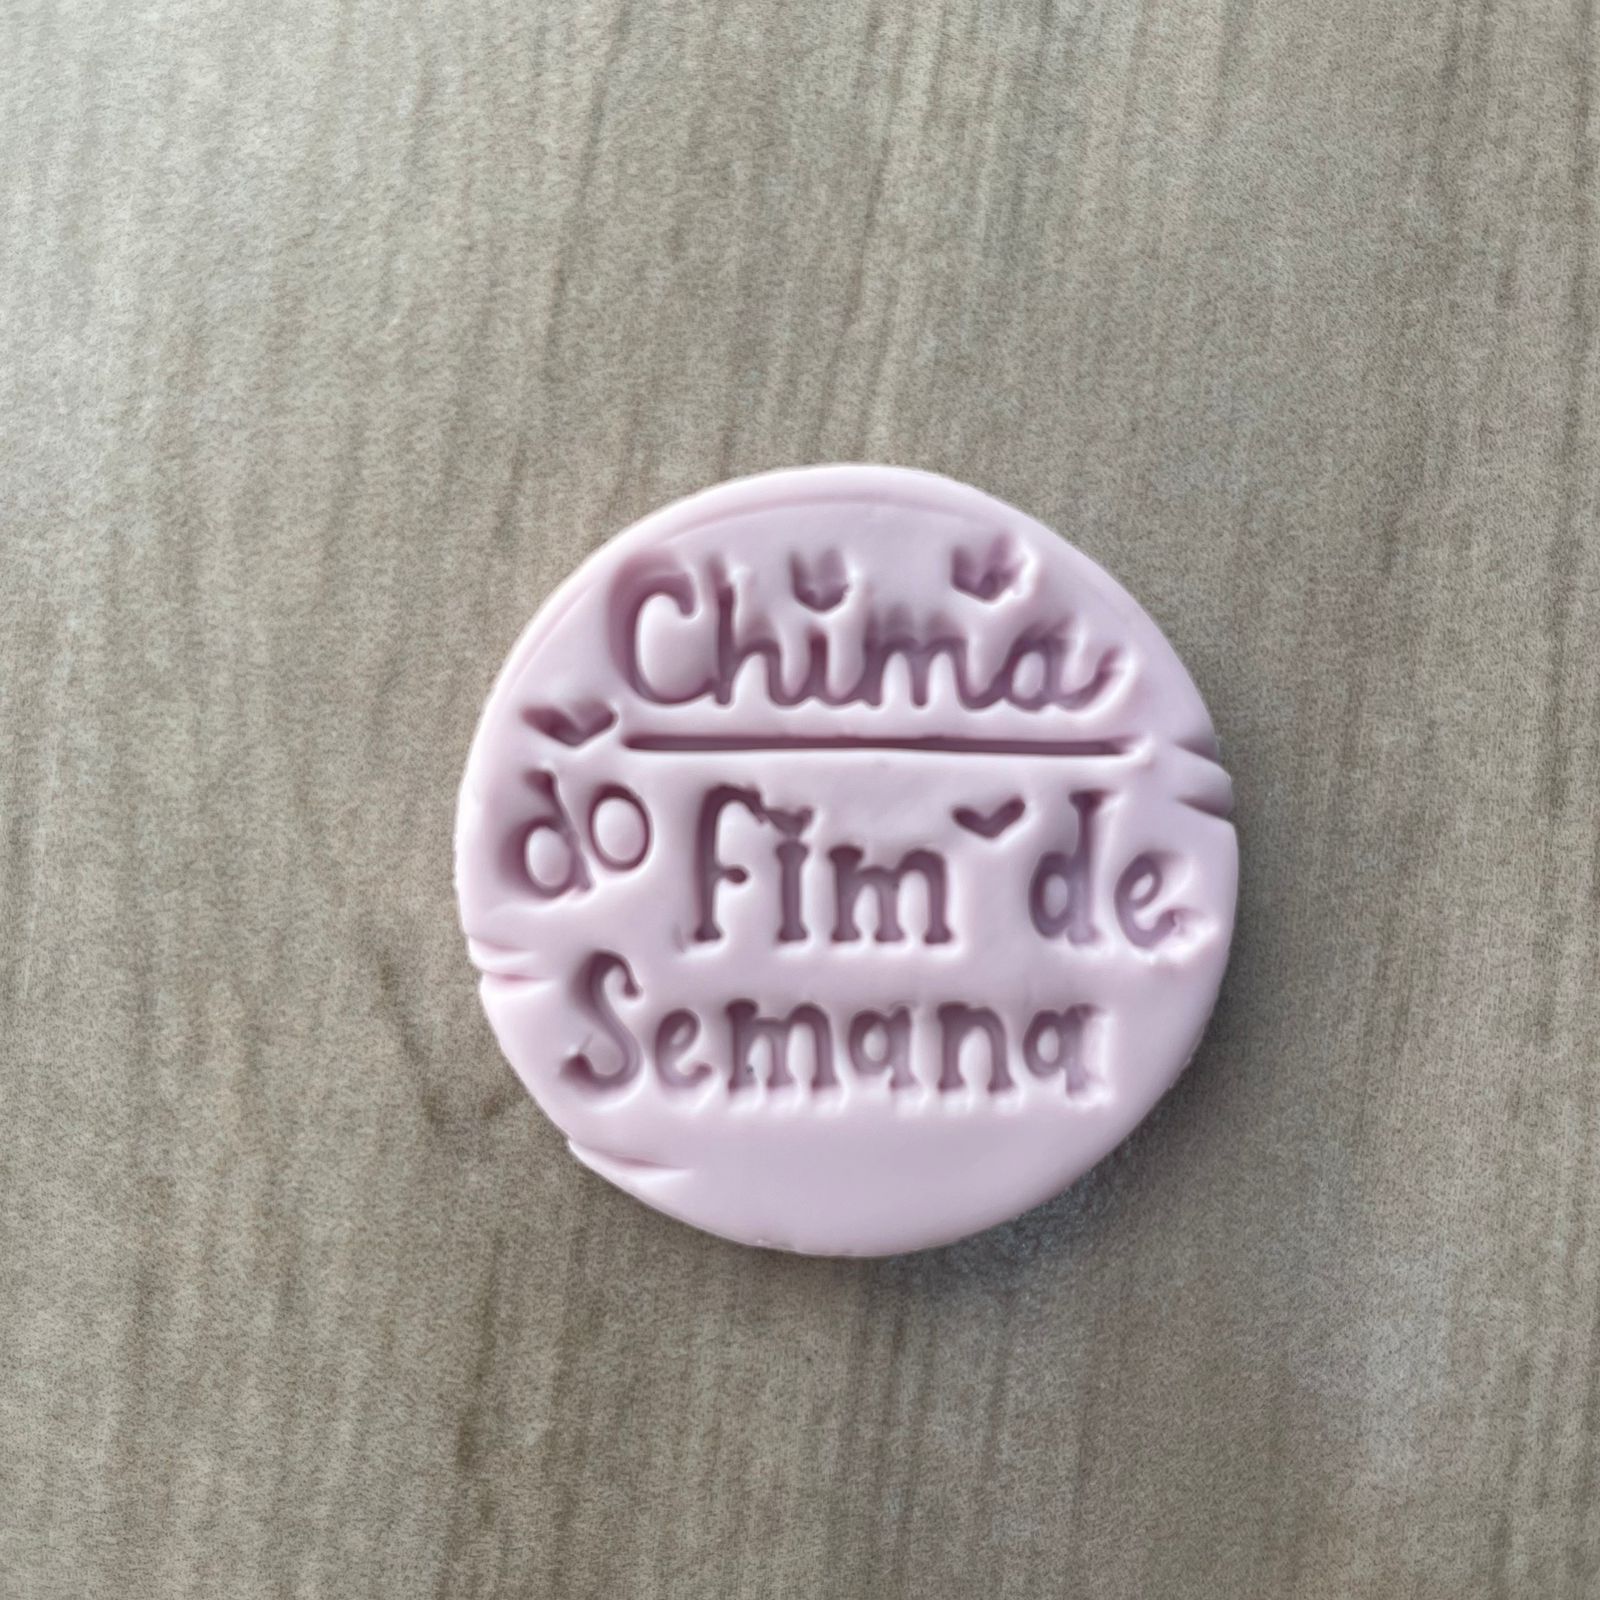 Chima
do fim de
Semana